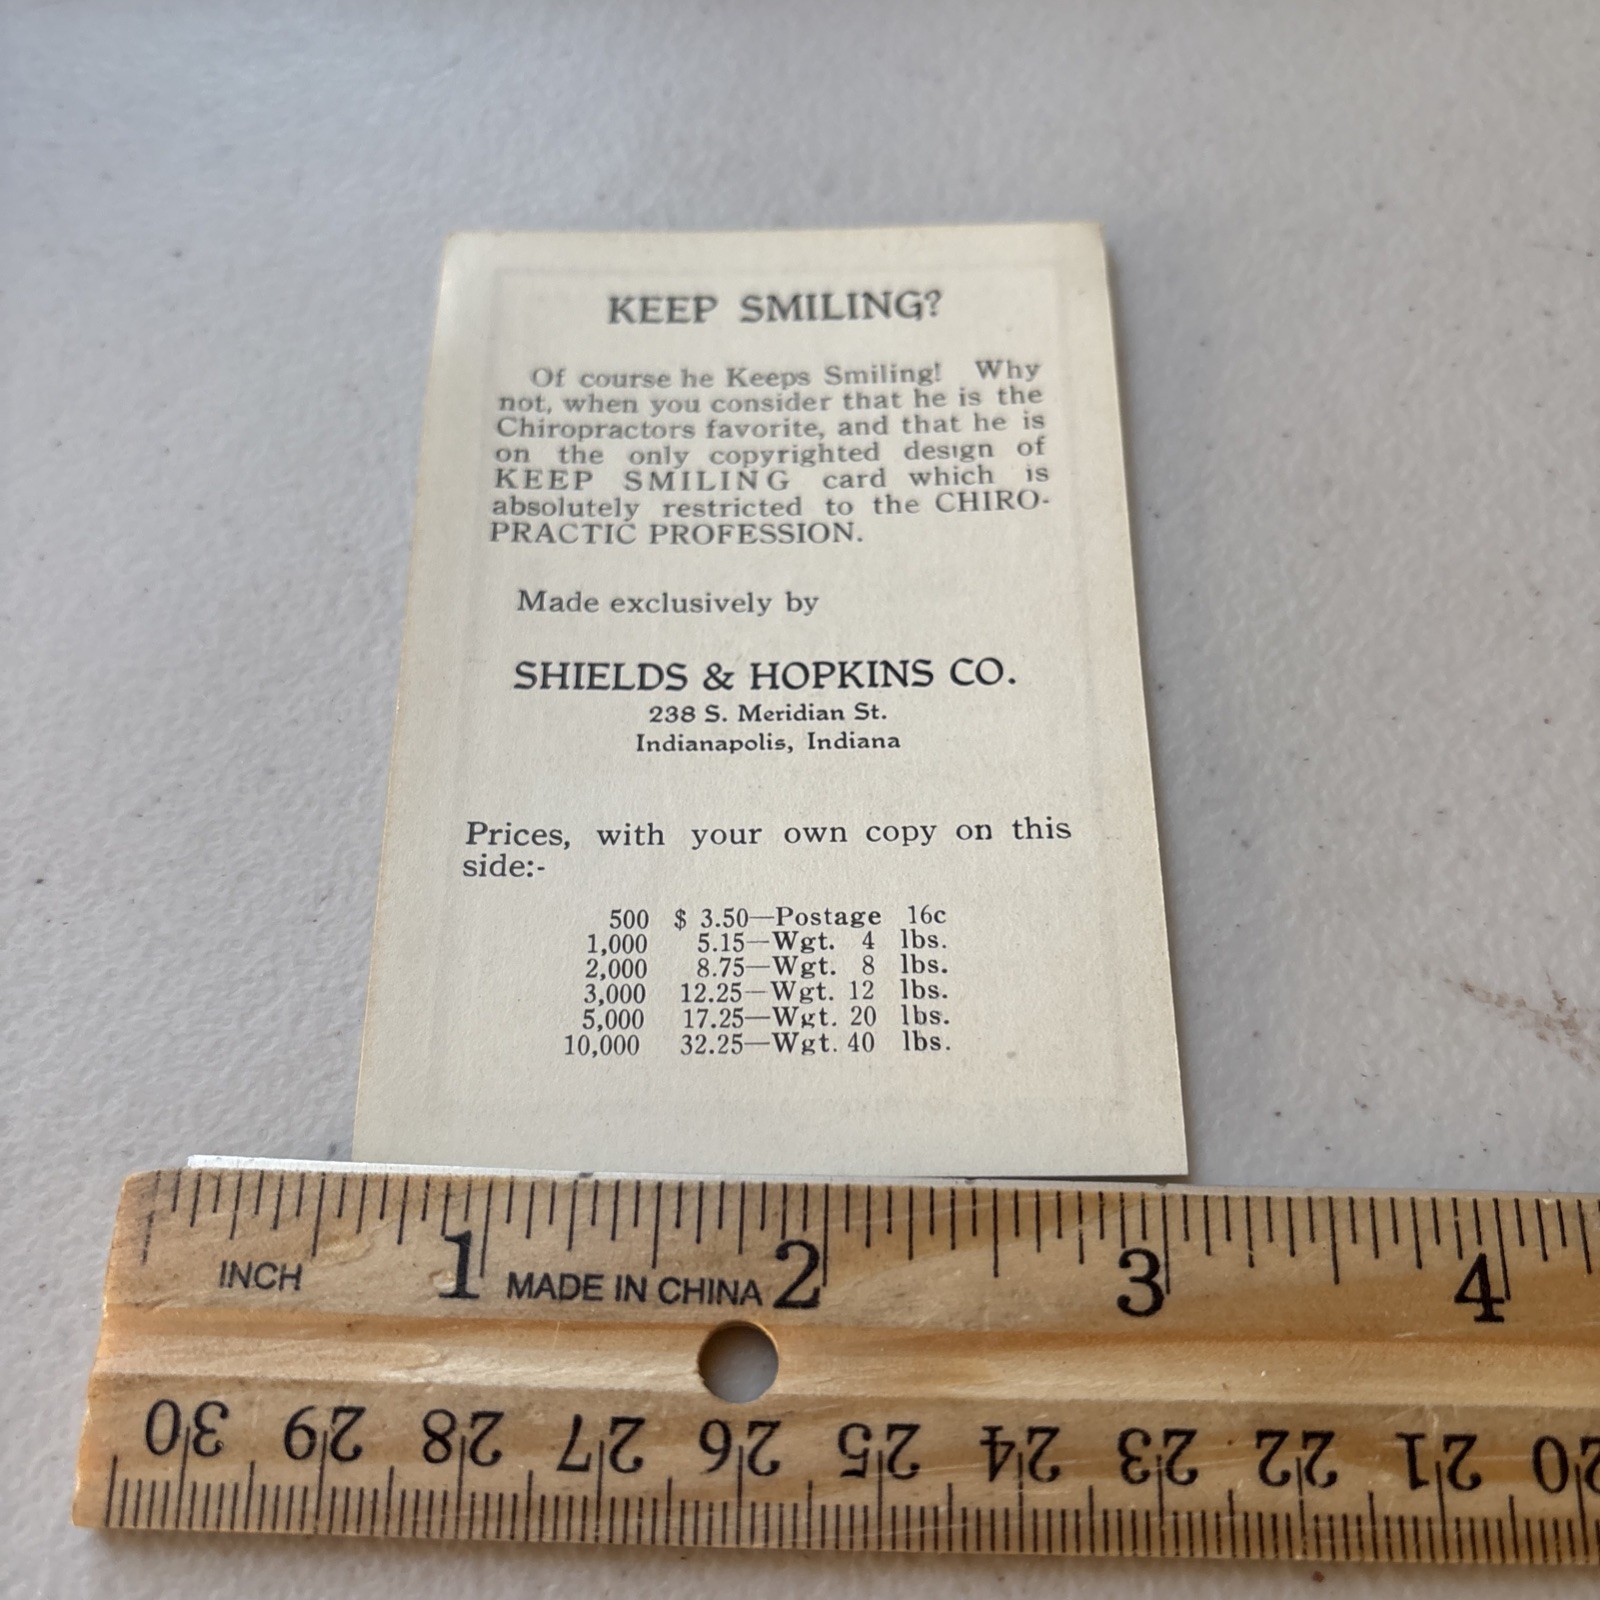 KEEP SMILING?
Of course he Keeps Smiling! Why
not, when you consider that he is the
Chiropractors favorite, and that he is
on the only copyrighted design of
KEEP SMILING card which is
absolutely restricted to the CHIRO-
PRACTIC PROFESSION.
Made exclusively by
SHIELDS & HOPKINS CO.
238 S. Meridian St.
Indianapolis, Indiana
Prices, with your own copy on this
side:-
500 $ 3.50—Postage 16c
1,000 5.15—Wgt. 4 lbs.
2,000 8.75—Wgt. 8 lbs.
3,000 12.25—Wgt. 12 lbs.
5,000 17.25—Wgt. 20 lbs.
10,000 32.25—Wgt. 40 lbs.
1 2 3 4
INCH MADE IN CHINA
30 29 28 27 26 25 24 23 22 21 20